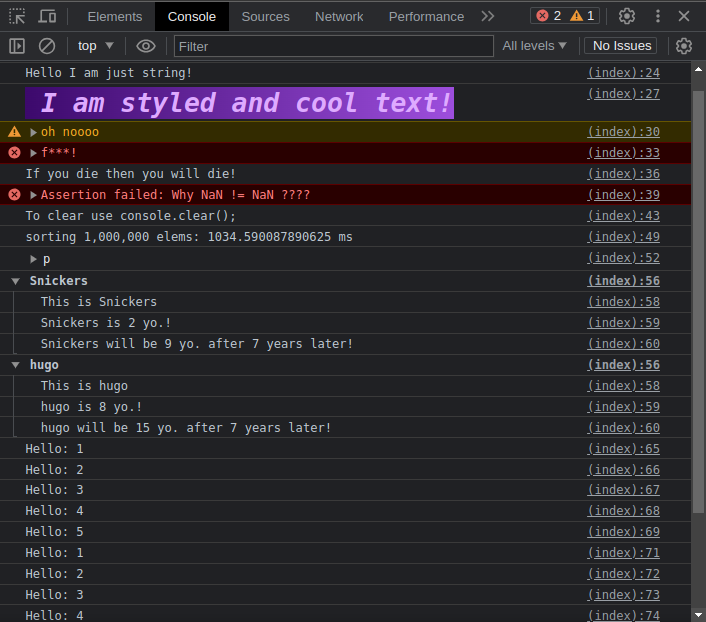 Elements Console Sources Network Performance 2 1
top Filter All levels No Issues
Hello I am just string! (index):24
I am styled and cool text! (index):27
oh noooo (index):30
f***! (index):33
If you die then you will die! (index):36
Assertion failed: Why NaN != NaN ???? (index):39
To clear use console.clear(); (index):43
sorting 1,000,000 elems: 1034.590087890625 ms (index):49
p (index):52
Snickers (index):56
This is Snickers (index):58
Snickers is 2 yo.! (index):59
Snickers will be 9 yo. after 7 years later! (index):60
hugo (index):56
This is hugo (index):58
hugo is 8 yo.! (index):59
hugo will be 15 yo. after 7 years later! (index):60
Hello: 1 (index):65
Hello: 2 (index):66
Hello: 3 (index):67
Hello: 4 (index):68
Hello: 5 (index):69
Hello: 1 (index):71
Hello: 2 (index):72
Hello: 3 (index):73
Hello: 4 (index):74